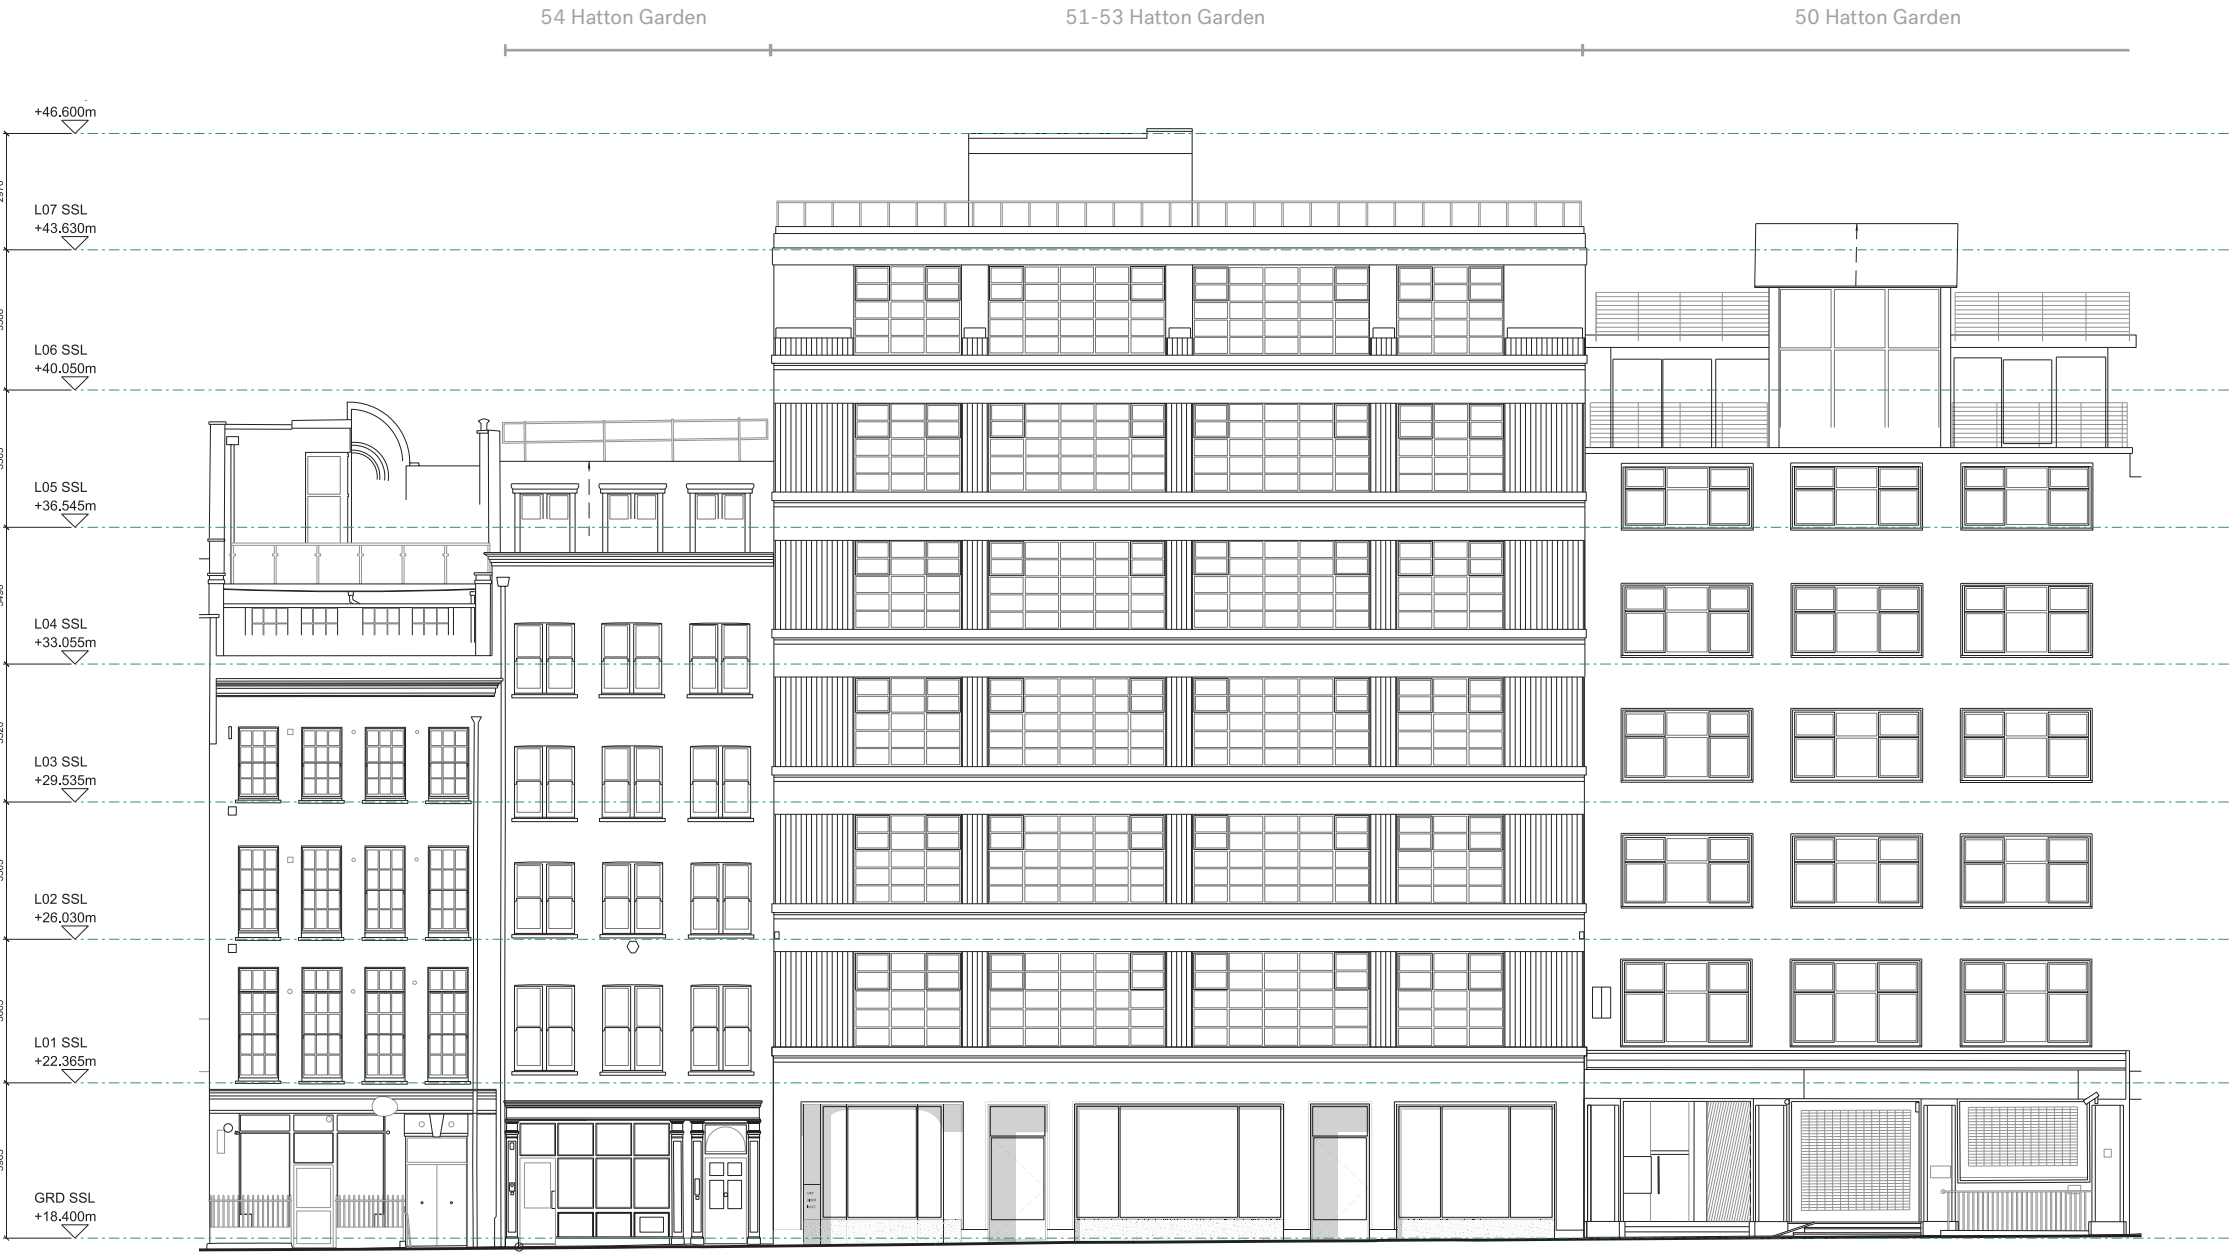 54 Hatton Garden
51-53 Hatton Garden
50 Hatton Garden
+46.600m
L07 SSL
+43.630m
L06 SSL
+40.050m
L05 SSL
+36.545m
L04 SSL
+33.055m
L03 SSL
+29.535m
L02 SSL
+26.030m
L01 SSL
+22.365m
GRD SSL
+18.400m